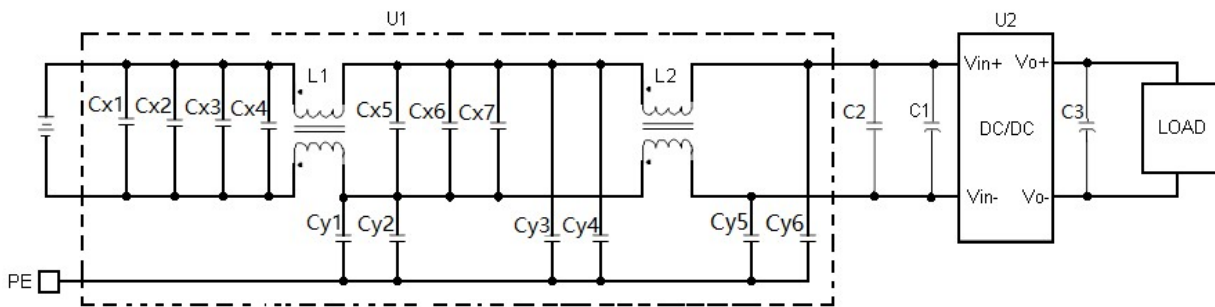 U1
U2
L1
L2
Vin+
Vo+
Cx1
Cx2
Cx3
Cx4
Cx5
Cx6
Cx7
C2
C1
C3
DC/DC
LOAD
Vin-
Vo-
Cy1
Cy2
Cy3
Cy4
Cy5
Cy6
PE